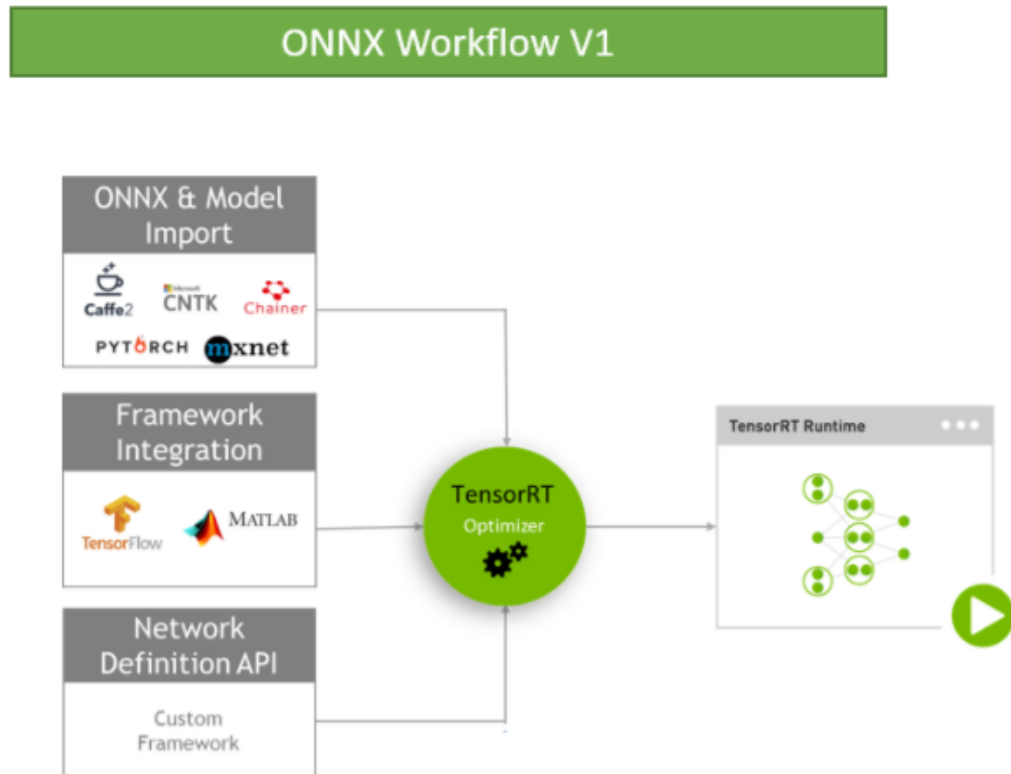 ONNX Workflow V1
ONNX & Model
Import
Caffe2
Microsoft
CNTK
Chainer
PYTORCH
mxnet
Framework
Integration
TensorFlow
MATLAB
Network
Definition API
Custom
Framework
TensorRT
Optimizer
TensorRT Runtime